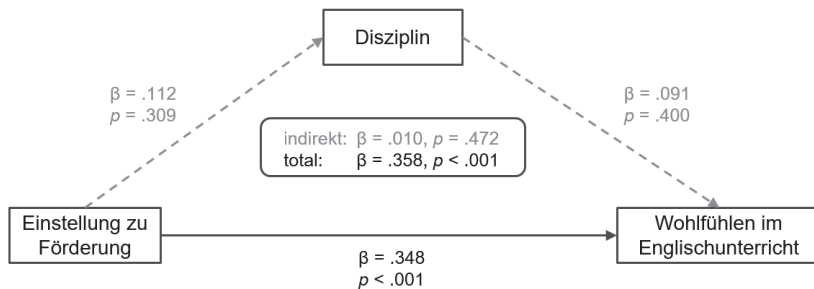 Disziplin
β = .112
p = .309
β = .091
p = .400
indirekt: β = .010, p = .472
total: β = .358, p < .001
Einstellung zu
Förderung
Wohlfühlen im
Englischunterricht
β = .348
p < .001